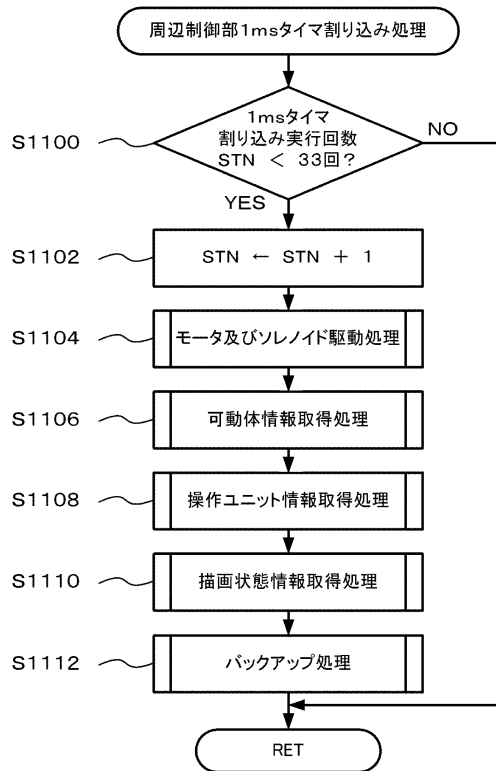 周辺制御部1msタイマ割り込み処理
1msタイマ
割り込み実行回数
STN < 33回?
S1100
NO
YES
S1102
STN ← STN + 1
S1104
モータ及びソレノイド駆動処理
S1106
可動体情報取得処理
S1108
操作ユニット情報取得処理
S1110
描画状態情報取得処理
S1112
バックアップ処理
RET